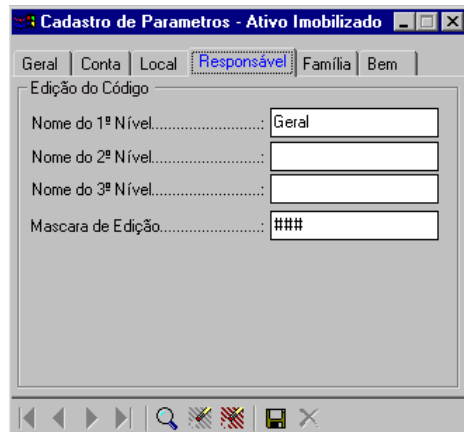 Cadastro de Parametros - Ativo Imobilizado
Geral Conta Local Responsável Família Bem
Edição do Código
Nome do 1º Nível.........................: Geral
Nome do 2º Nível.........................:
Nome do 3º Nível.........................:
Mascara de Edição.......................: ###